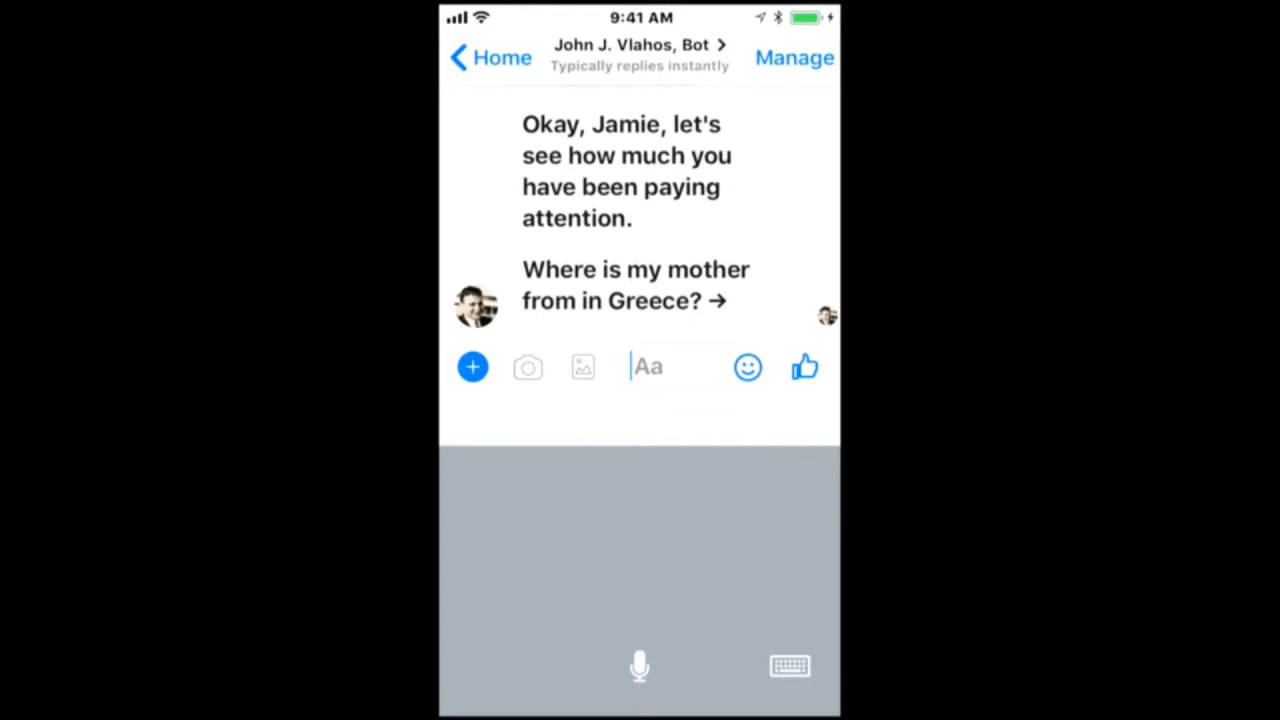 9:41 AM
Home
John J. Vlahos, Bot
Manage
Typically replies instantly
Okay, Jamie, let's
see how much you
have been paying
attention.
Where is my mother
from in Greece? →
Aa